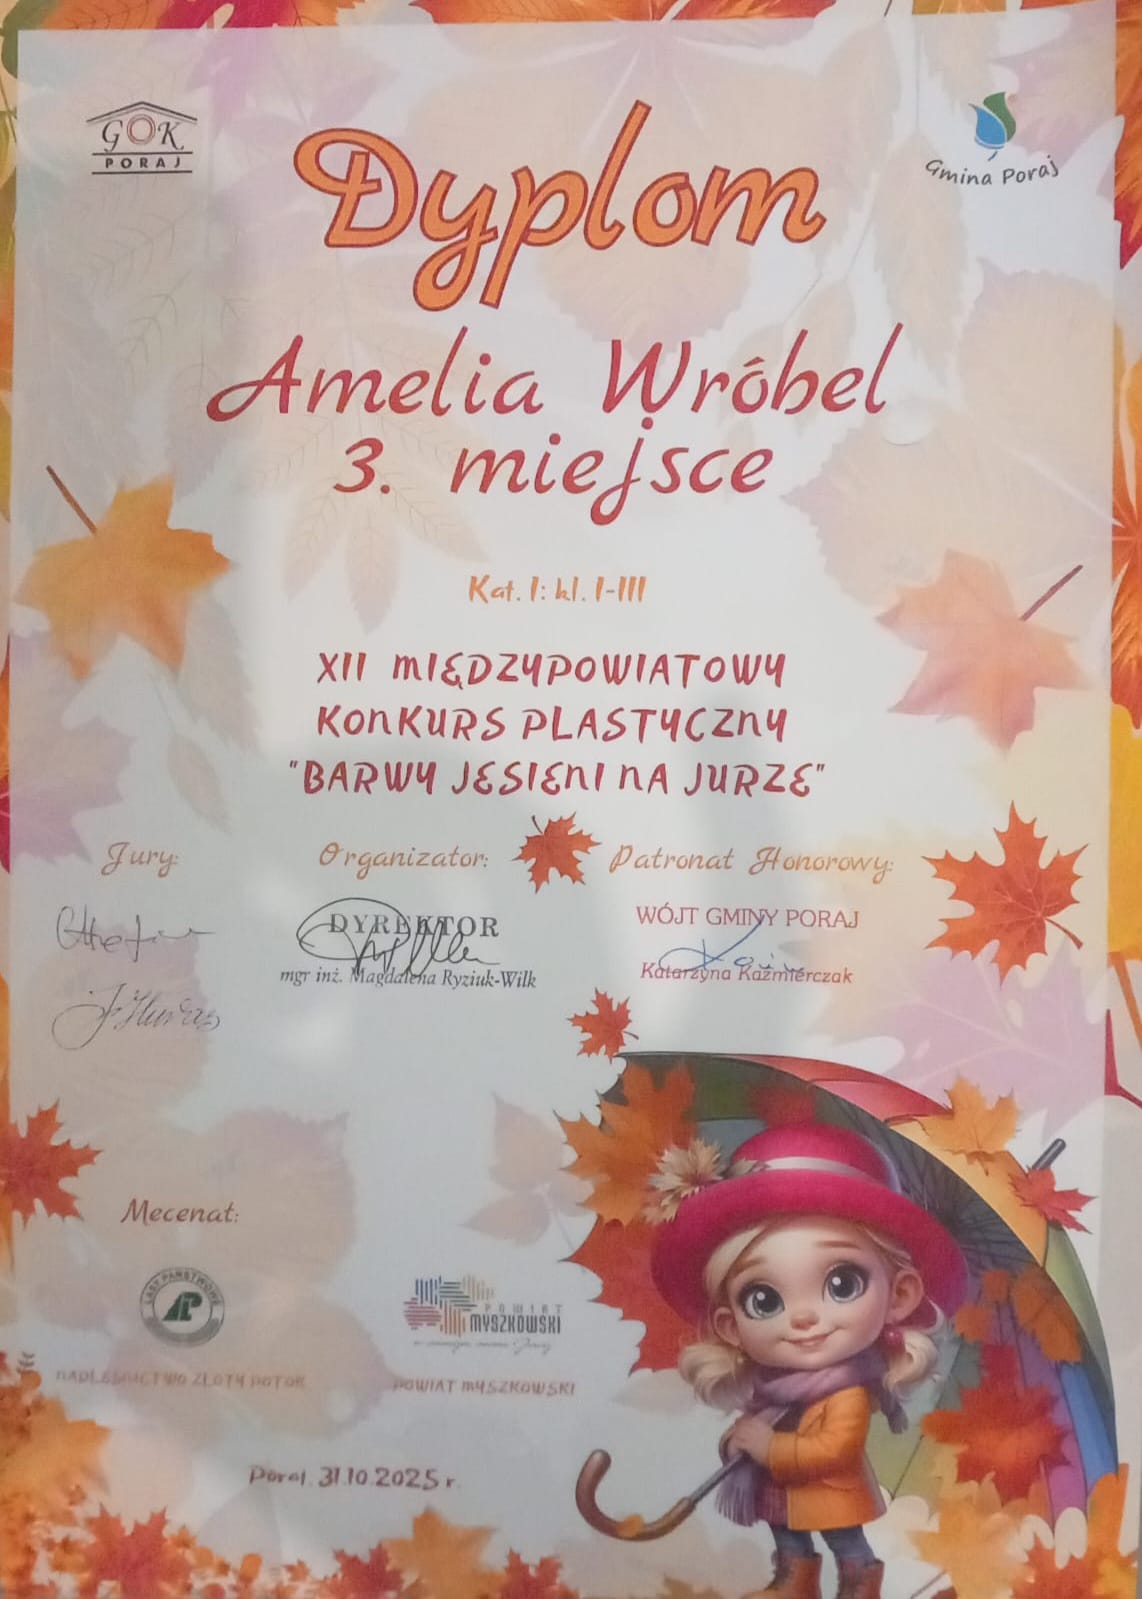 GOK
PORAJ
Gmina Poraj
Dyplom
Amelia Wróbel
3. miejsce
Kat. I: kl. I-III
XII MIĘDZYPOWIATOWY
KONKURS PLASTYCZNY
"BARWY JESIENI NA JURZE"
Jury:
Organizator:
Patronat Honorowy:
DYREKTOR
mgr inż. Magdalena Ryziuk-Wilk
WÓJT GMINY PORAJ
Katarzyna Kaźmierczak
Mecenat:
LASY PAŃSTWOWE
POWIAT
MYSZKOWSKI
NADLEŚNICTWO ZŁOTY POTOK
POWIAT MYSZKOWSKI
Poraj, 31.10.2025 r.